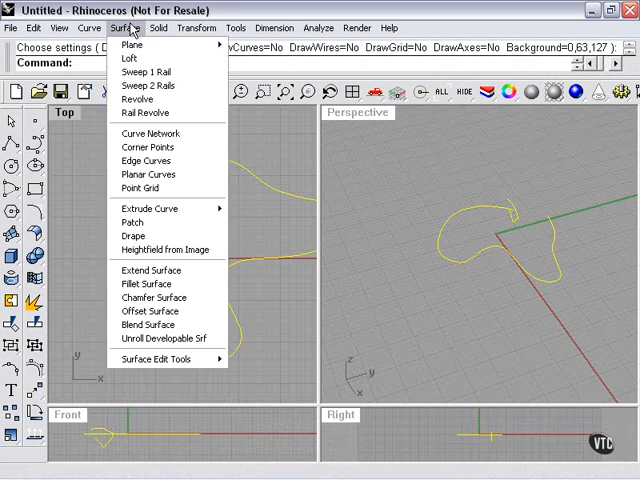 Untitled - Rhinoceros (Not For Resale)
File Edit View Curve Surface Solid Transform Tools Dimension Analyze Render Help
Choose settings ( D rawCurves=No DrawWires=No DrawGrid=No DrawAxes=No Background=0,63,127 )
Command:
ALL HIDE
Plane
Loft
Sweep 1 Rail
Sweep 2 Rails
Revolve
Rail Revolve
Curve Network
Corner Points
Edge Curves
Planar Curves
Point Grid
Extrude Curve
Patch
Drape
Heightfield from Image
Extend Surface
Fillet Surface
Chamfer Surface
Offset Surface
Blend Surface
Unroll Developable Srf
Surface Edit Tools
Top
y
x
Perspective
z
y
x
T
Front
Right
VTC